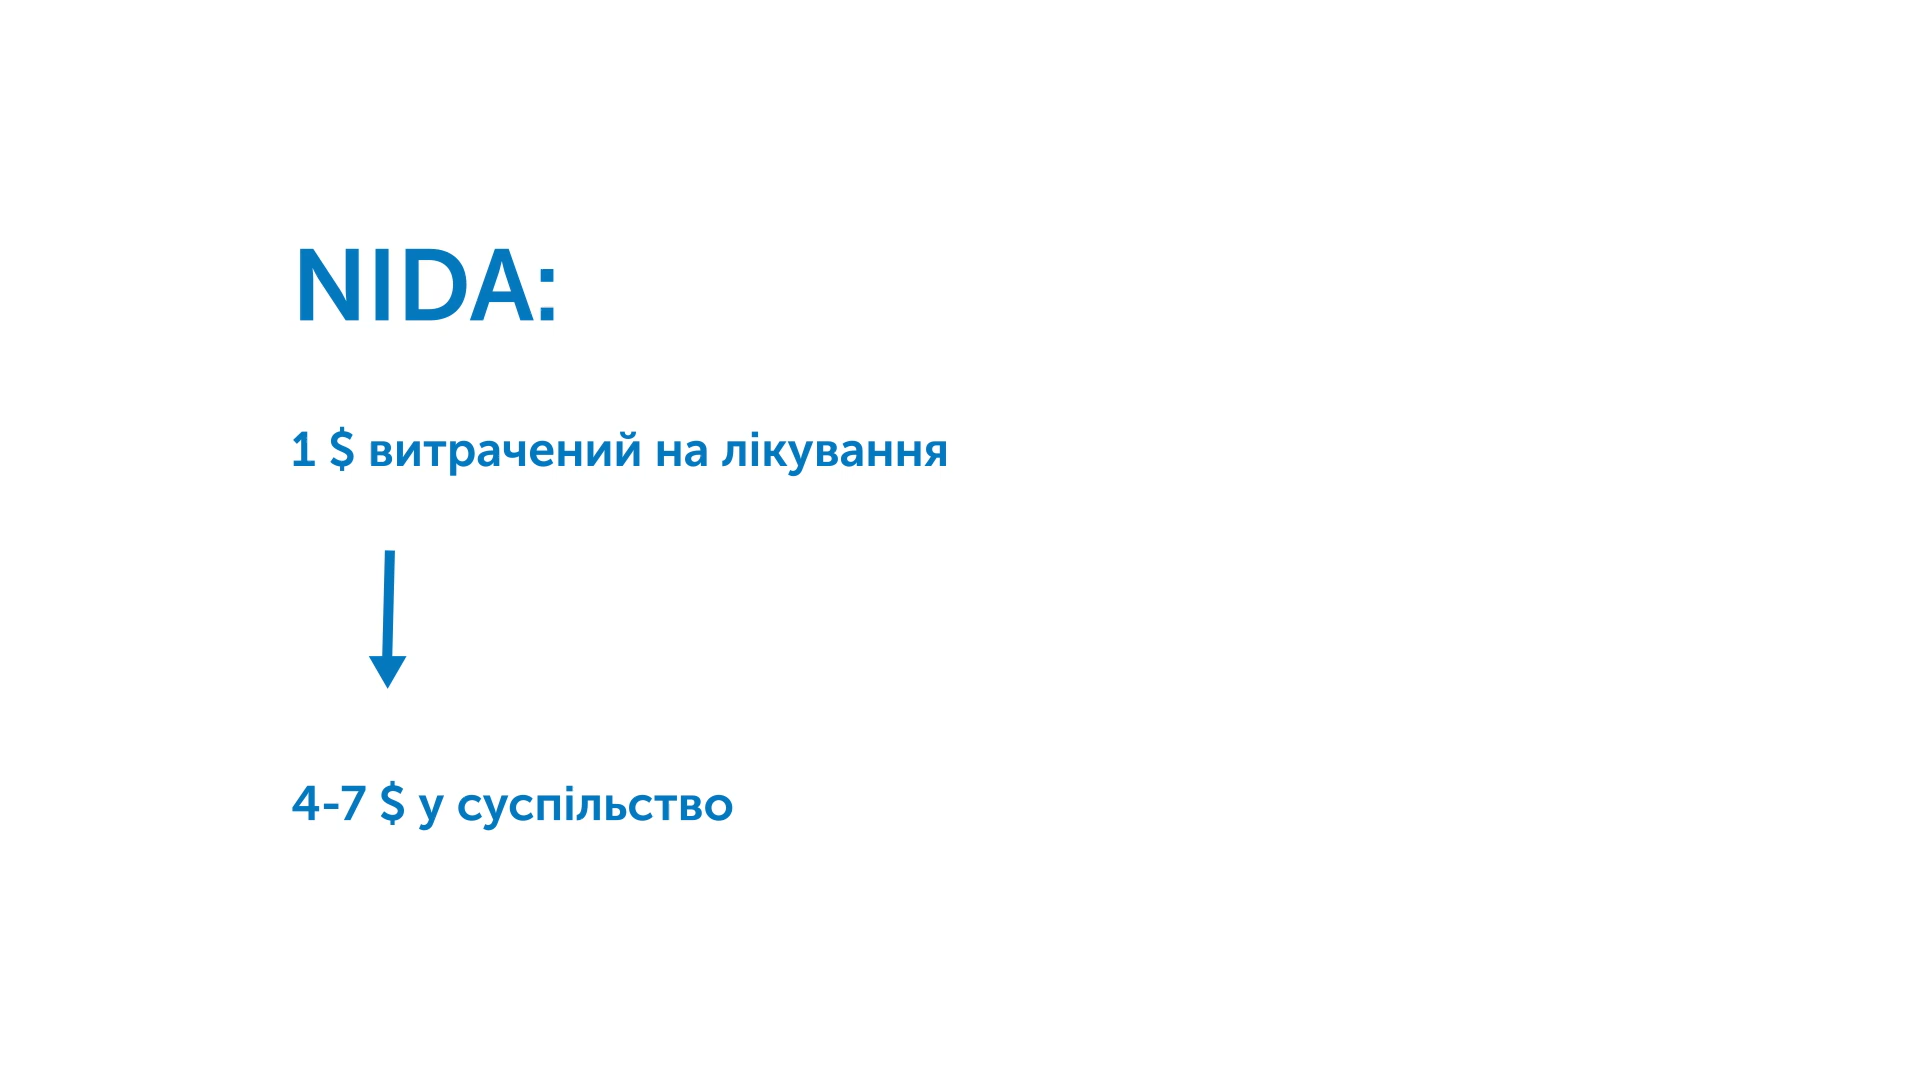 NIDA:
1 $ витрачений на лікування
4-7 $ у суспільство